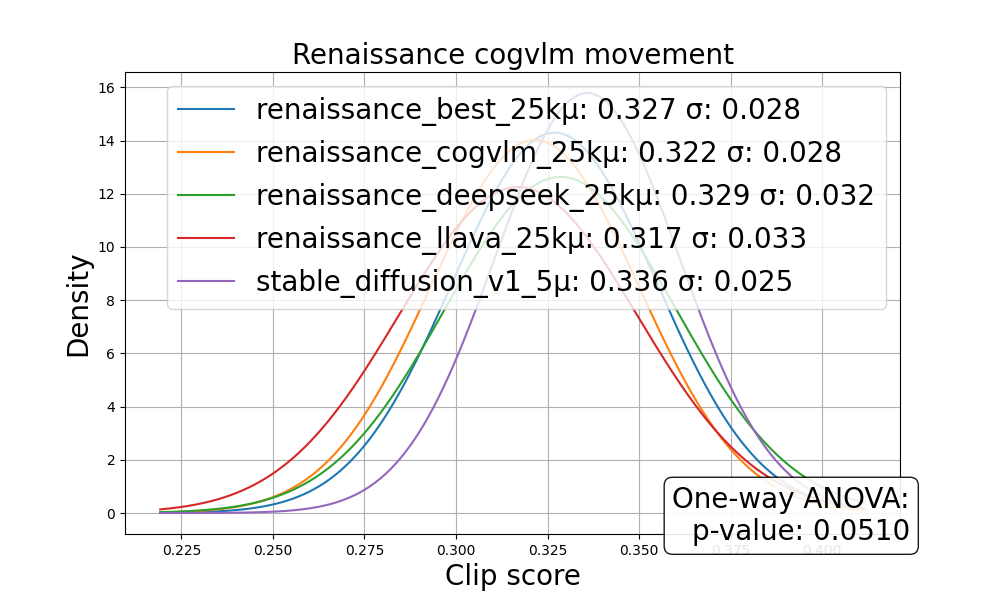 Renaissance cogvlm movement
16
14
12
10
8
6
4
2
0
Density
renaissance_best_25kμ: 0.327 σ: 0.028
renaissance_cogvlm_25kμ: 0.322 σ: 0.028
renaissance_deepseek_25kμ: 0.329 σ: 0.032
renaissance_llava_25kμ: 0.317 σ: 0.033
stable_diffusion_v1_5μ: 0.336 σ: 0.025
One-way ANOVA:
p-value: 0.0510
0.225 0.250 0.275 0.300 0.325 0.350 0.375 0.400
Clip score